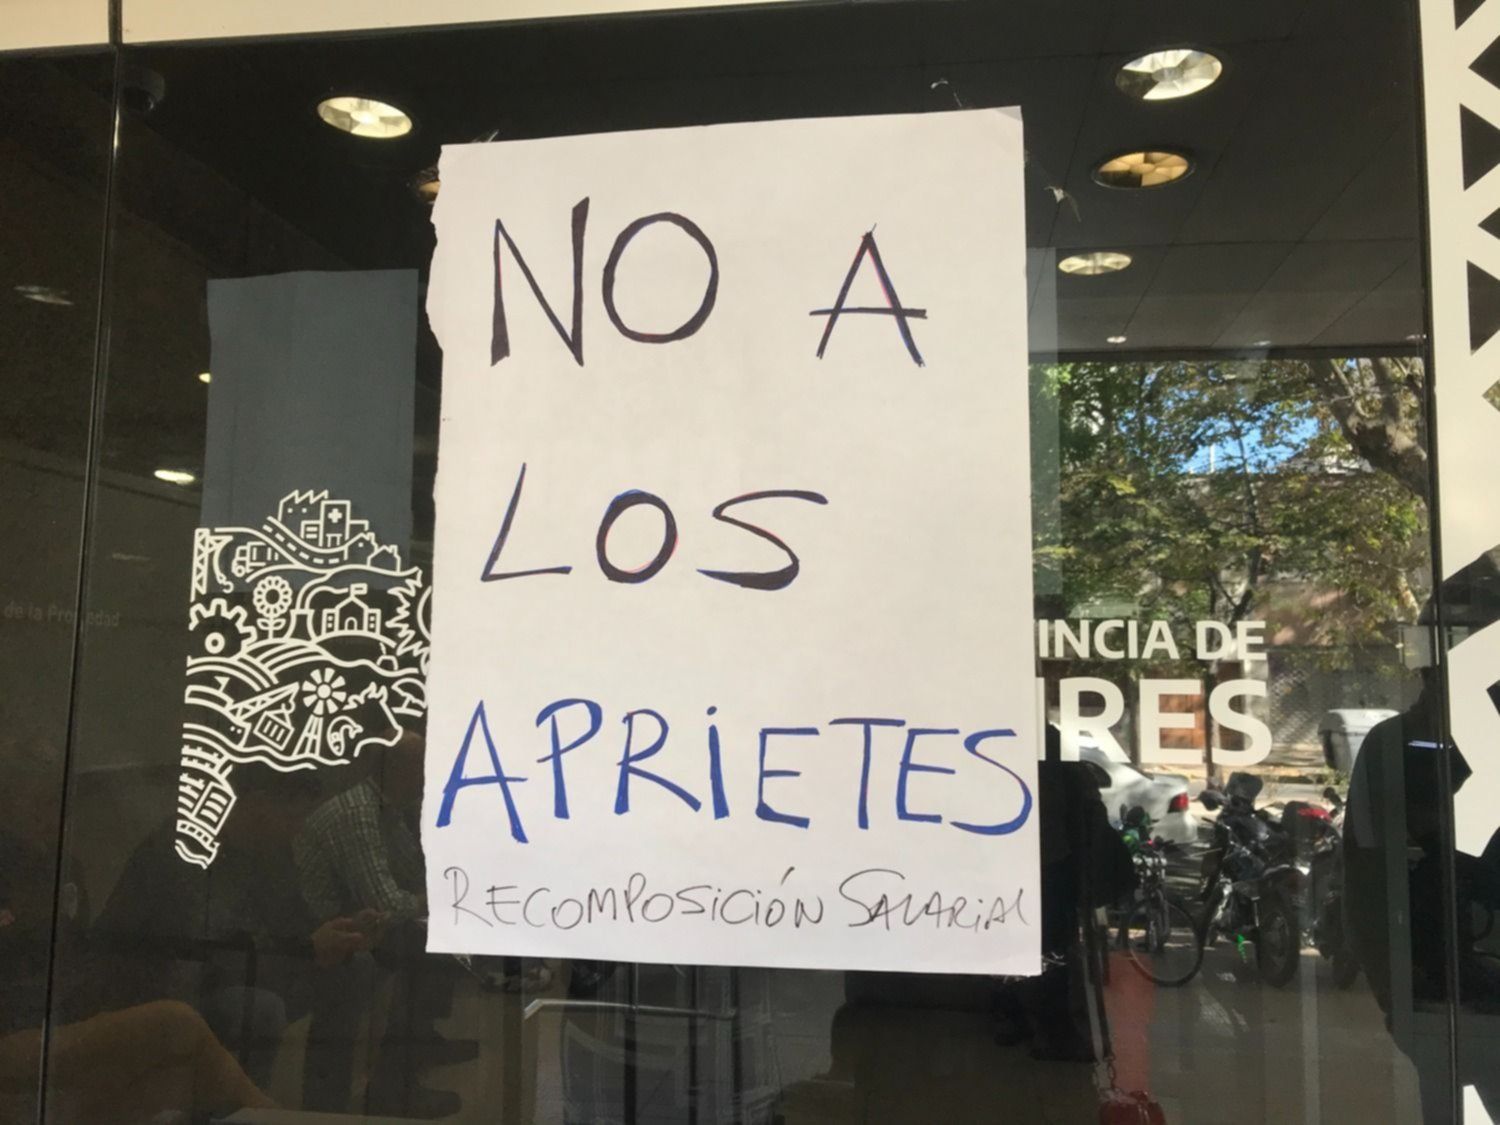 NO A
LOS
APRIETES
RECOMPOSICIÓN SALARIAL
INCIA DE
IRES
de la Propiedad